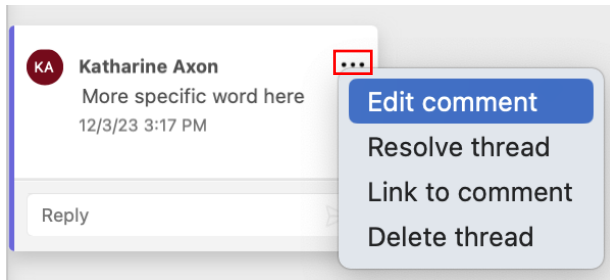 KA
Katharine Axon
More specific word here
12/3/23 3:17 PM
Reply
Edit comment
Resolve thread
Link to comment
Delete thread